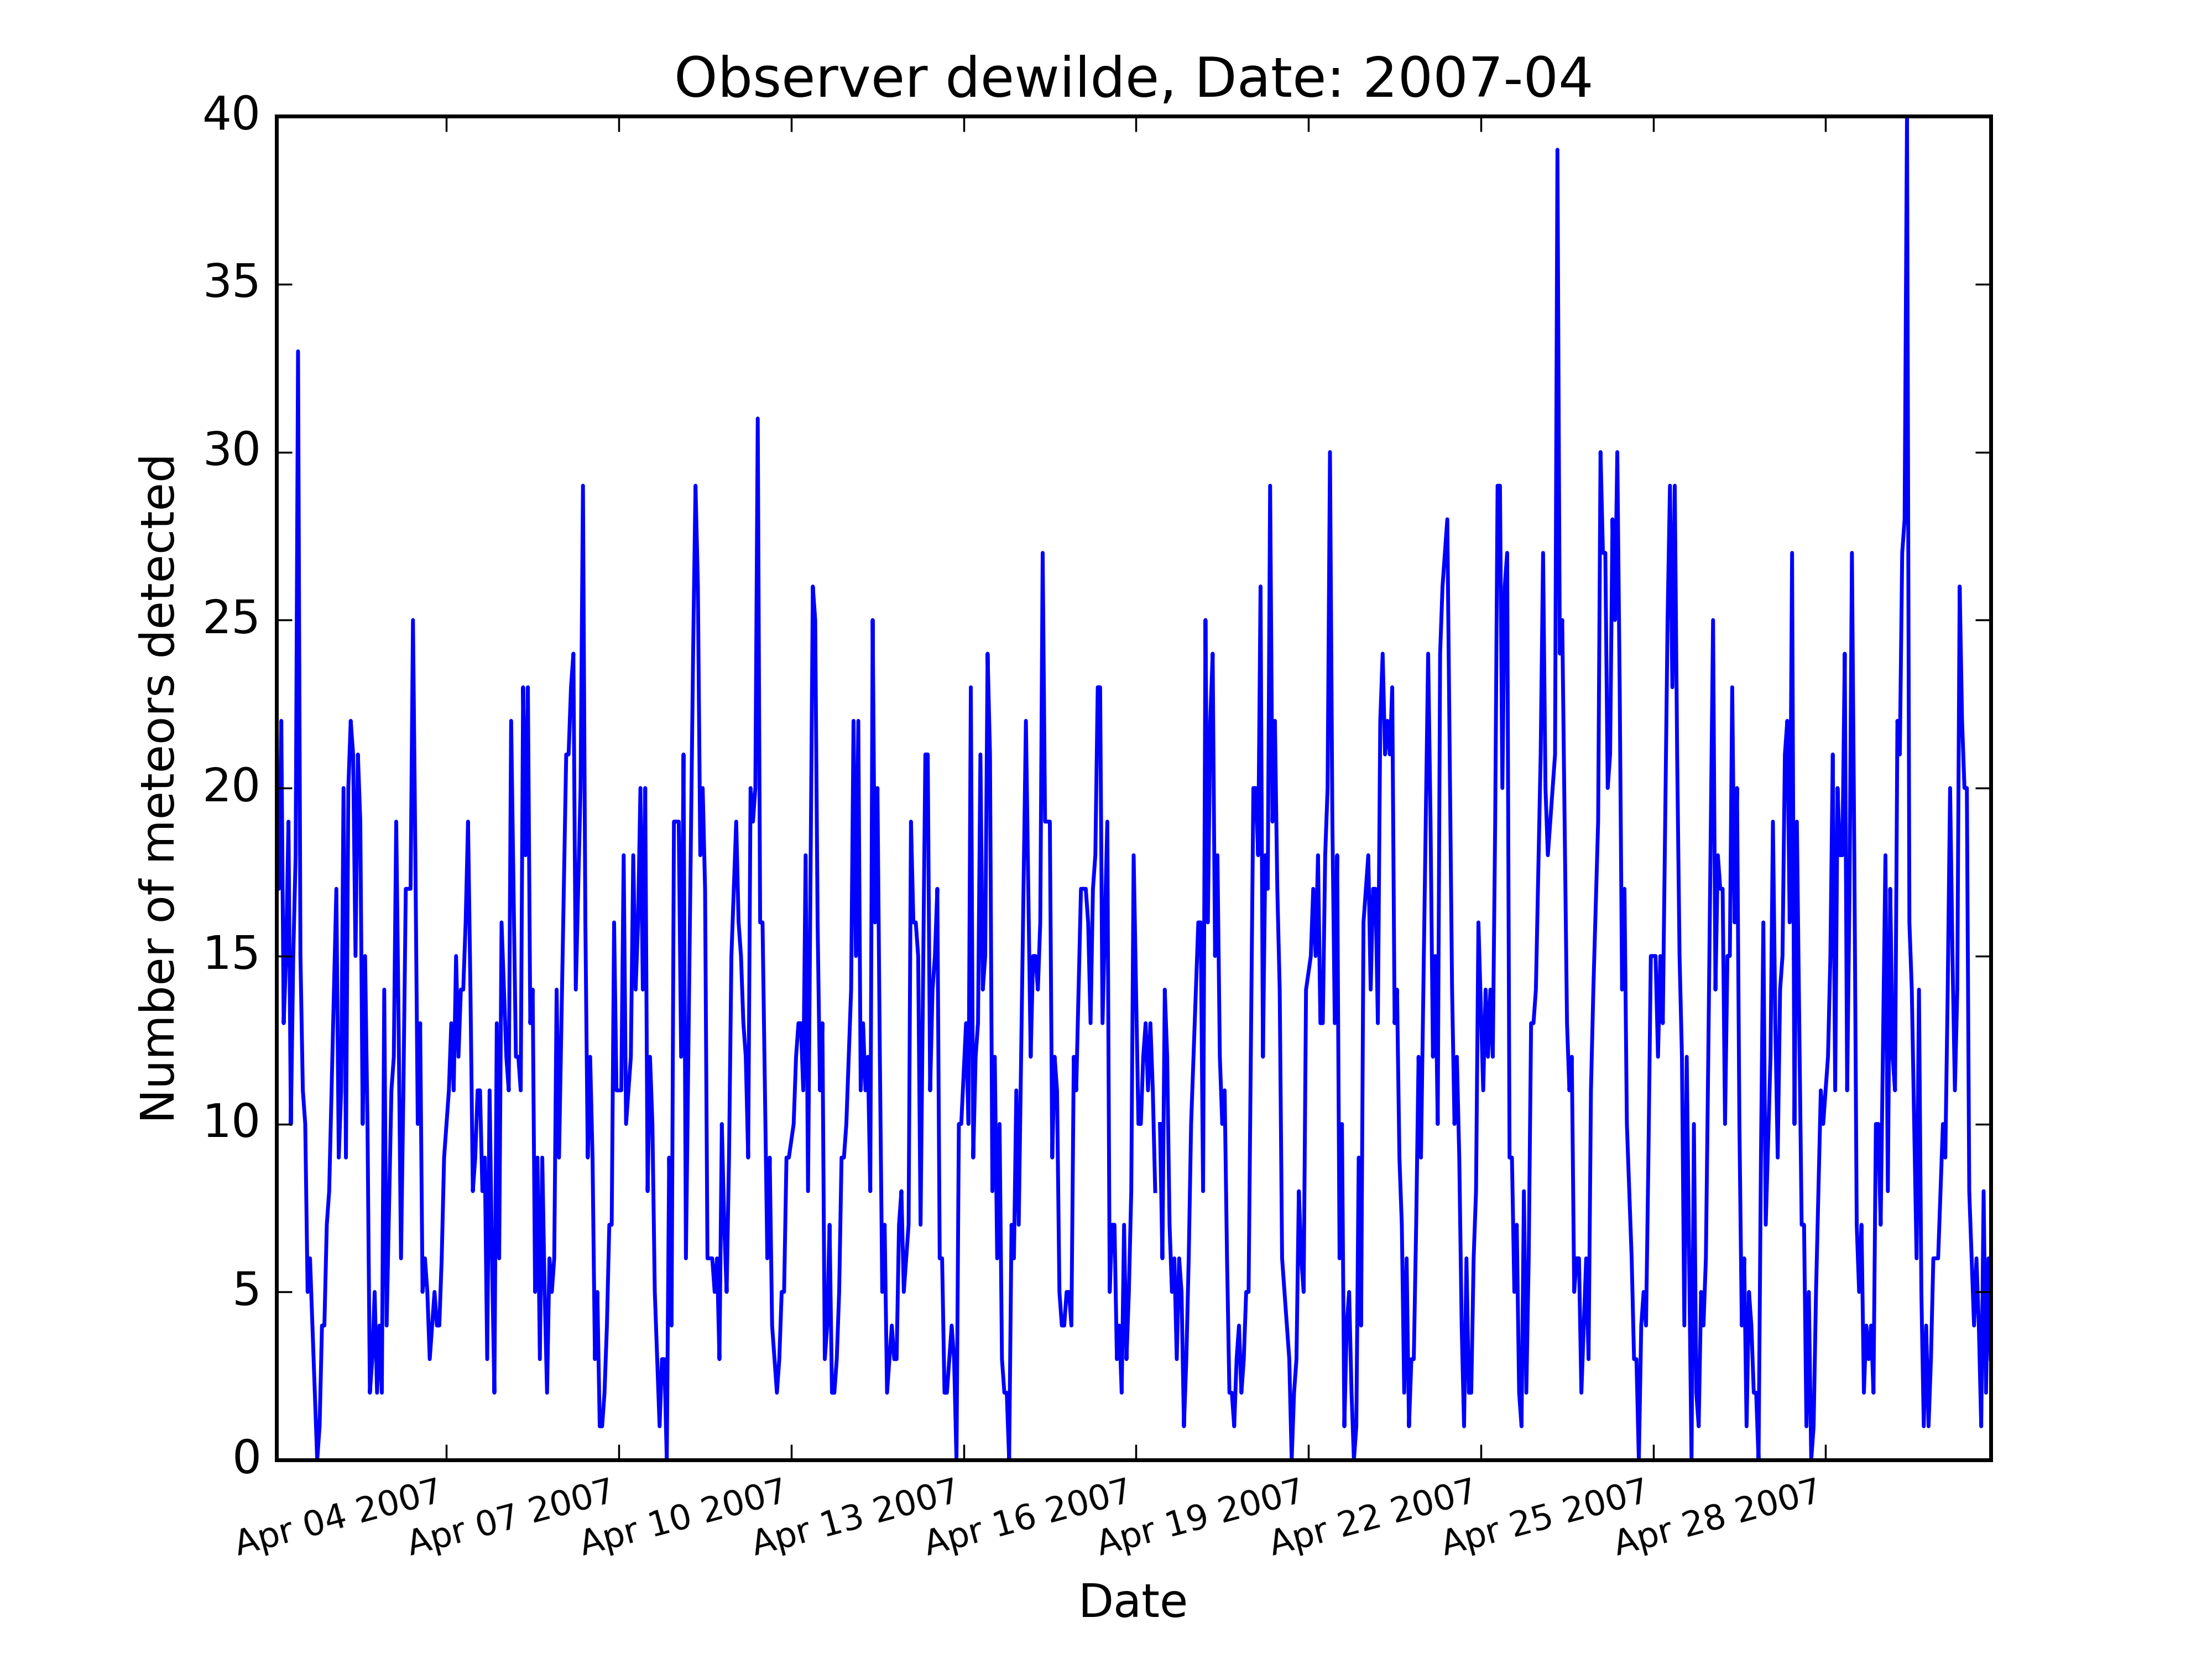 Observer dewilde, Date: 2007-04
40
35
30
25
20
15
10
5
0
Number of meteors detected
Apr 04 2007
Apr 07 2007
Apr 10 2007
Apr 13 2007
Apr 16 2007
Apr 19 2007
Apr 22 2007
Apr 25 2007
Apr 28 2007
Date